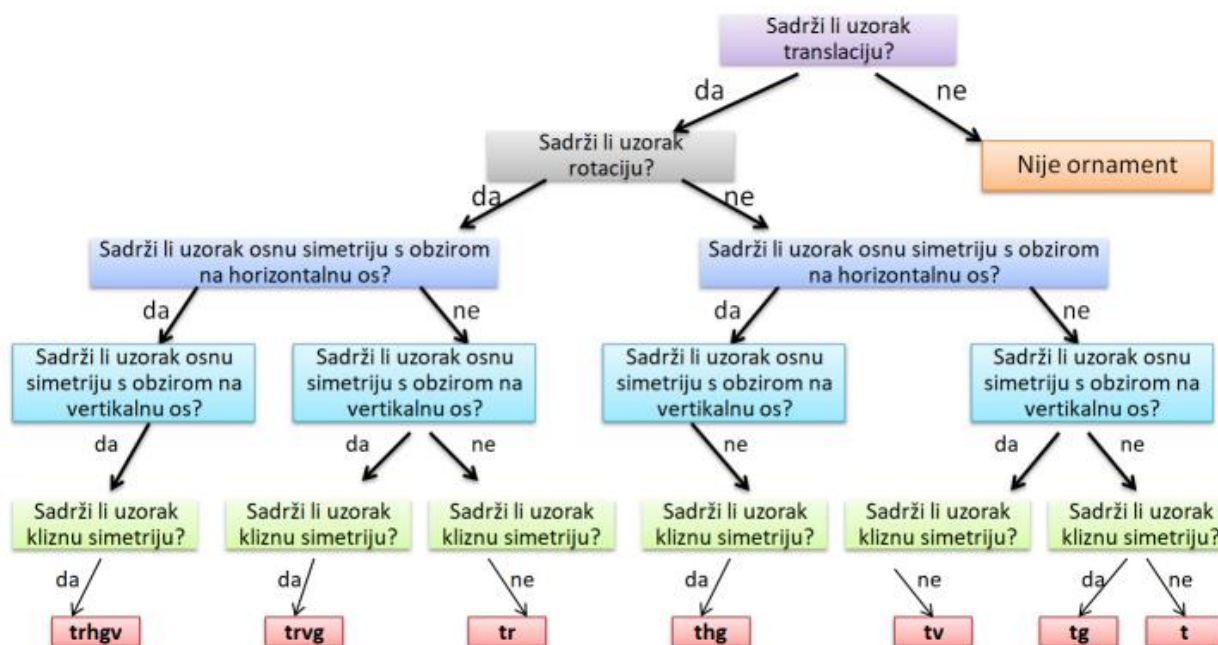 Sadrži li uzorak
translaciju?
da
ne
Sadrži li uzorak
rotaciju?
Nije ornament
da
ne
Sadrži li uzorak osnu simetriju s obzirom
na horizontalnu os?
Sadrži li uzorak osnu simetriju s obzirom
na horizontalnu os?
da
ne
da
ne
Sadrži li uzorak osnu
simetriju s obzirom na
vertikalnu os?
Sadrži li uzorak osnu
simetriju s obzirom na
vertikalnu os?
Sadrži li uzorak osnu
simetriju s obzirom na
vertikalnu os?
Sadrži li uzorak osnu
simetriju s obzirom na
vertikalnu os?
da
da
ne
ne
da
ne
Sadrži li uzorak
kliznu simetriju?
Sadrži li uzorak
kliznu simetriju?
Sadrži li uzorak
kliznu simetriju?
Sadrži li uzorak
kliznu simetriju?
Sadrži li uzorak
kliznu simetriju?
Sadrži li uzorak
kliznu simetriju?
da
da
ne
da
ne
da
ne
trhgv
trvg
tr
thg
tv
tg
t